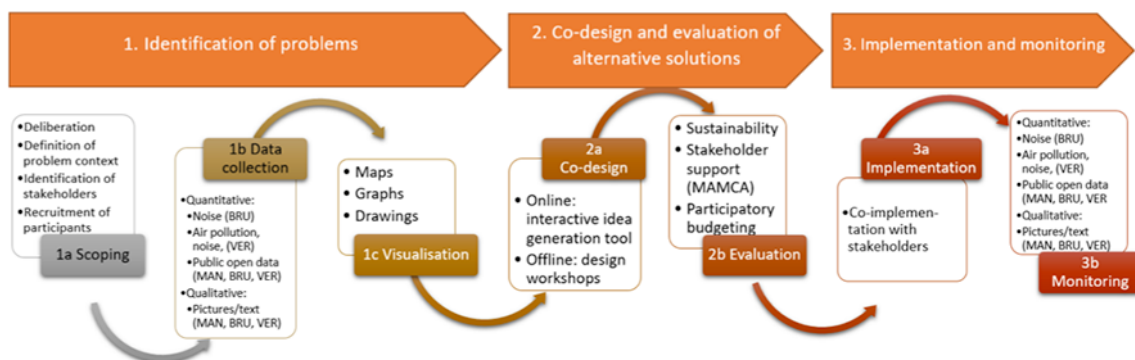 1. Identification of problems
2. Co-design and evaluation of
alternative solutions
3. Implementation and monitoring
•Deliberation
•Definition of
problem context
•Identification of
stakeholders
•Recruitment of
participants
1a Scoping
1b Data
collection
•Quantitative:
•Noise (BRU)
•Air pollution,
noise, (VER)
•Public open data
(MAN, BRU, VER)
•Qualitative:
•Pictures/text
(MAN, BRU, VER)
• Maps
• Graphs
• Drawings
1c Visualisation
2a
Co-design
• Online:
interactive idea
generation tool
• Offline: design
workshops
• Sustainability
• Stakeholder
support
(MAMCA)
• Participatory
budgeting
2b Evaluation
3a
Implementation
•Co-implemen-
tation with
stakeholders
•Quantitative:
•Noise (BRU)
•Air pollution,
noise, (VER)
•Public open data
(MAN, BRU, VER
•Qualitative:
•Pictures/text
(MAN, BRU, VER)
3b
Monitoring